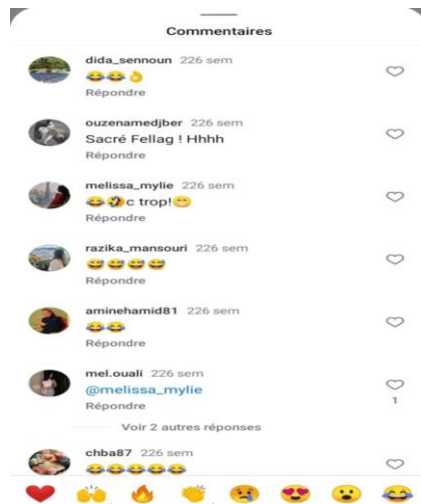 Commentaires
dida_sennoun 226 sem
😂😂👌
Répondre
ouzenamedjber 226 sem
Sacré Fellag ! Hhhh
Répondre
melissa_mylie 226 sem
😂🤣c trop!😁
Répondre
razika_mansouri 226 sem
😅😅😅😅
Répondre
aminehamid81 226 sem
😂😂
Répondre
mel.ouali 226 sem
@melissa_mylie
Répondre
1
Voir 2 autres réponses
chba87 226 sem
😂😂😂😂😂
❤️🙌🔥👏😢😍😮😂